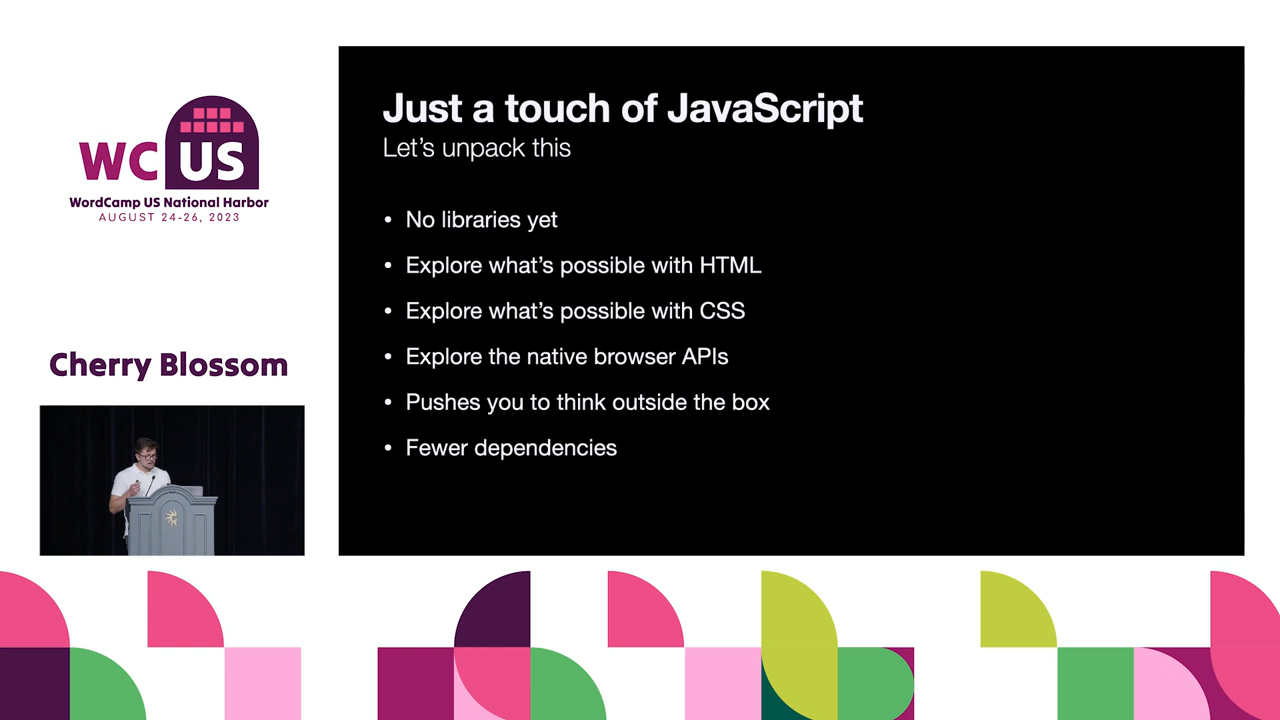 WC US
WordCamp US National Harbor
AUGUST 24-26, 2023
Cherry Blossom
Just a touch of JavaScript
Let’s unpack this
• No libraries yet
• Explore what’s possible with HTML
• Explore what’s possible with CSS
• Explore the native browser APIs
• Pushes you to think outside the box
• Fewer dependencies